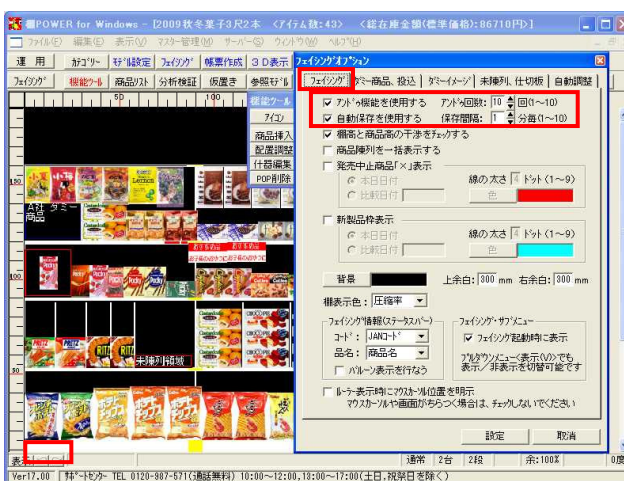 棚POWER for Windows - [2009秋冬菓子3尺2本 <アイテム数:43> <総在庫金額(標準価格):86710円>]
ファイル(F) 編集(E) 表示(V) マスター管理(M) サーバー(S) ウィンドウ(W) ヘルプ(H)
運 用 カテゴリー モデル設定 フェイシング 帳票作成 3D表示
フェイシング 機能ツール 商品リスト 分析検証 仮置き 参照モデル
50 100
機能ツール
アイコン
商品挿入
配置調整
什器編集
POP削除
A社 ダミー
商品
100
未陳列領域
50
表示
フェイシングオプション
フェイシング ダミー商品、投込 ダミーイメージ 未陳列、仕切板 自動調整
アンドゥ機能を使用する アンドゥ回数: 10 回(1~10)
自動保存を使用する 保存間隔: 1 分毎(1~10)
棚高と商品高の干渉をチェックする
商品陳列を一括表示する
発売中止商品「×」表示
本日日付
比較日付
線の太さ 4 ドット(1~9)
色
新製品枠表示
本日日付
比較日付
線の太さ 4 ドット(1~9)
色
背景 上余白: 300 mm 右余白: 300 mm
棚表示色: 圧縮率
フェイシング情報(ステータスバー)
コード: JANコード
品名: 商品名
バルーン表示を行なう
フェイシング・サブメニュー
フェイシング起動時に表示
プルダウンメニュー<表示(V)>でも
表示/非表示を切替可能です
ルーラー表示時にマウスカーソル位置を明示
マウスカーソルや画面がちらつく場合は、チェックしないでください
設定 取消
通常 2台 2段 余:100% 0度
Ver17.00 サポートセンター TEL 0120-987-571(通話無料) 10:00~12:00,13:00~17:00(土日,祝祭日を除く)